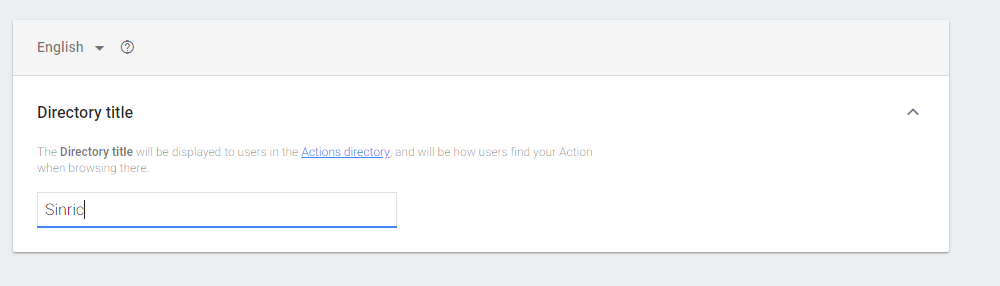 English
Directory title
The Directory title will be displayed to users in the Actions directory, and will be how users find your Action
when browsing there.
Sinric